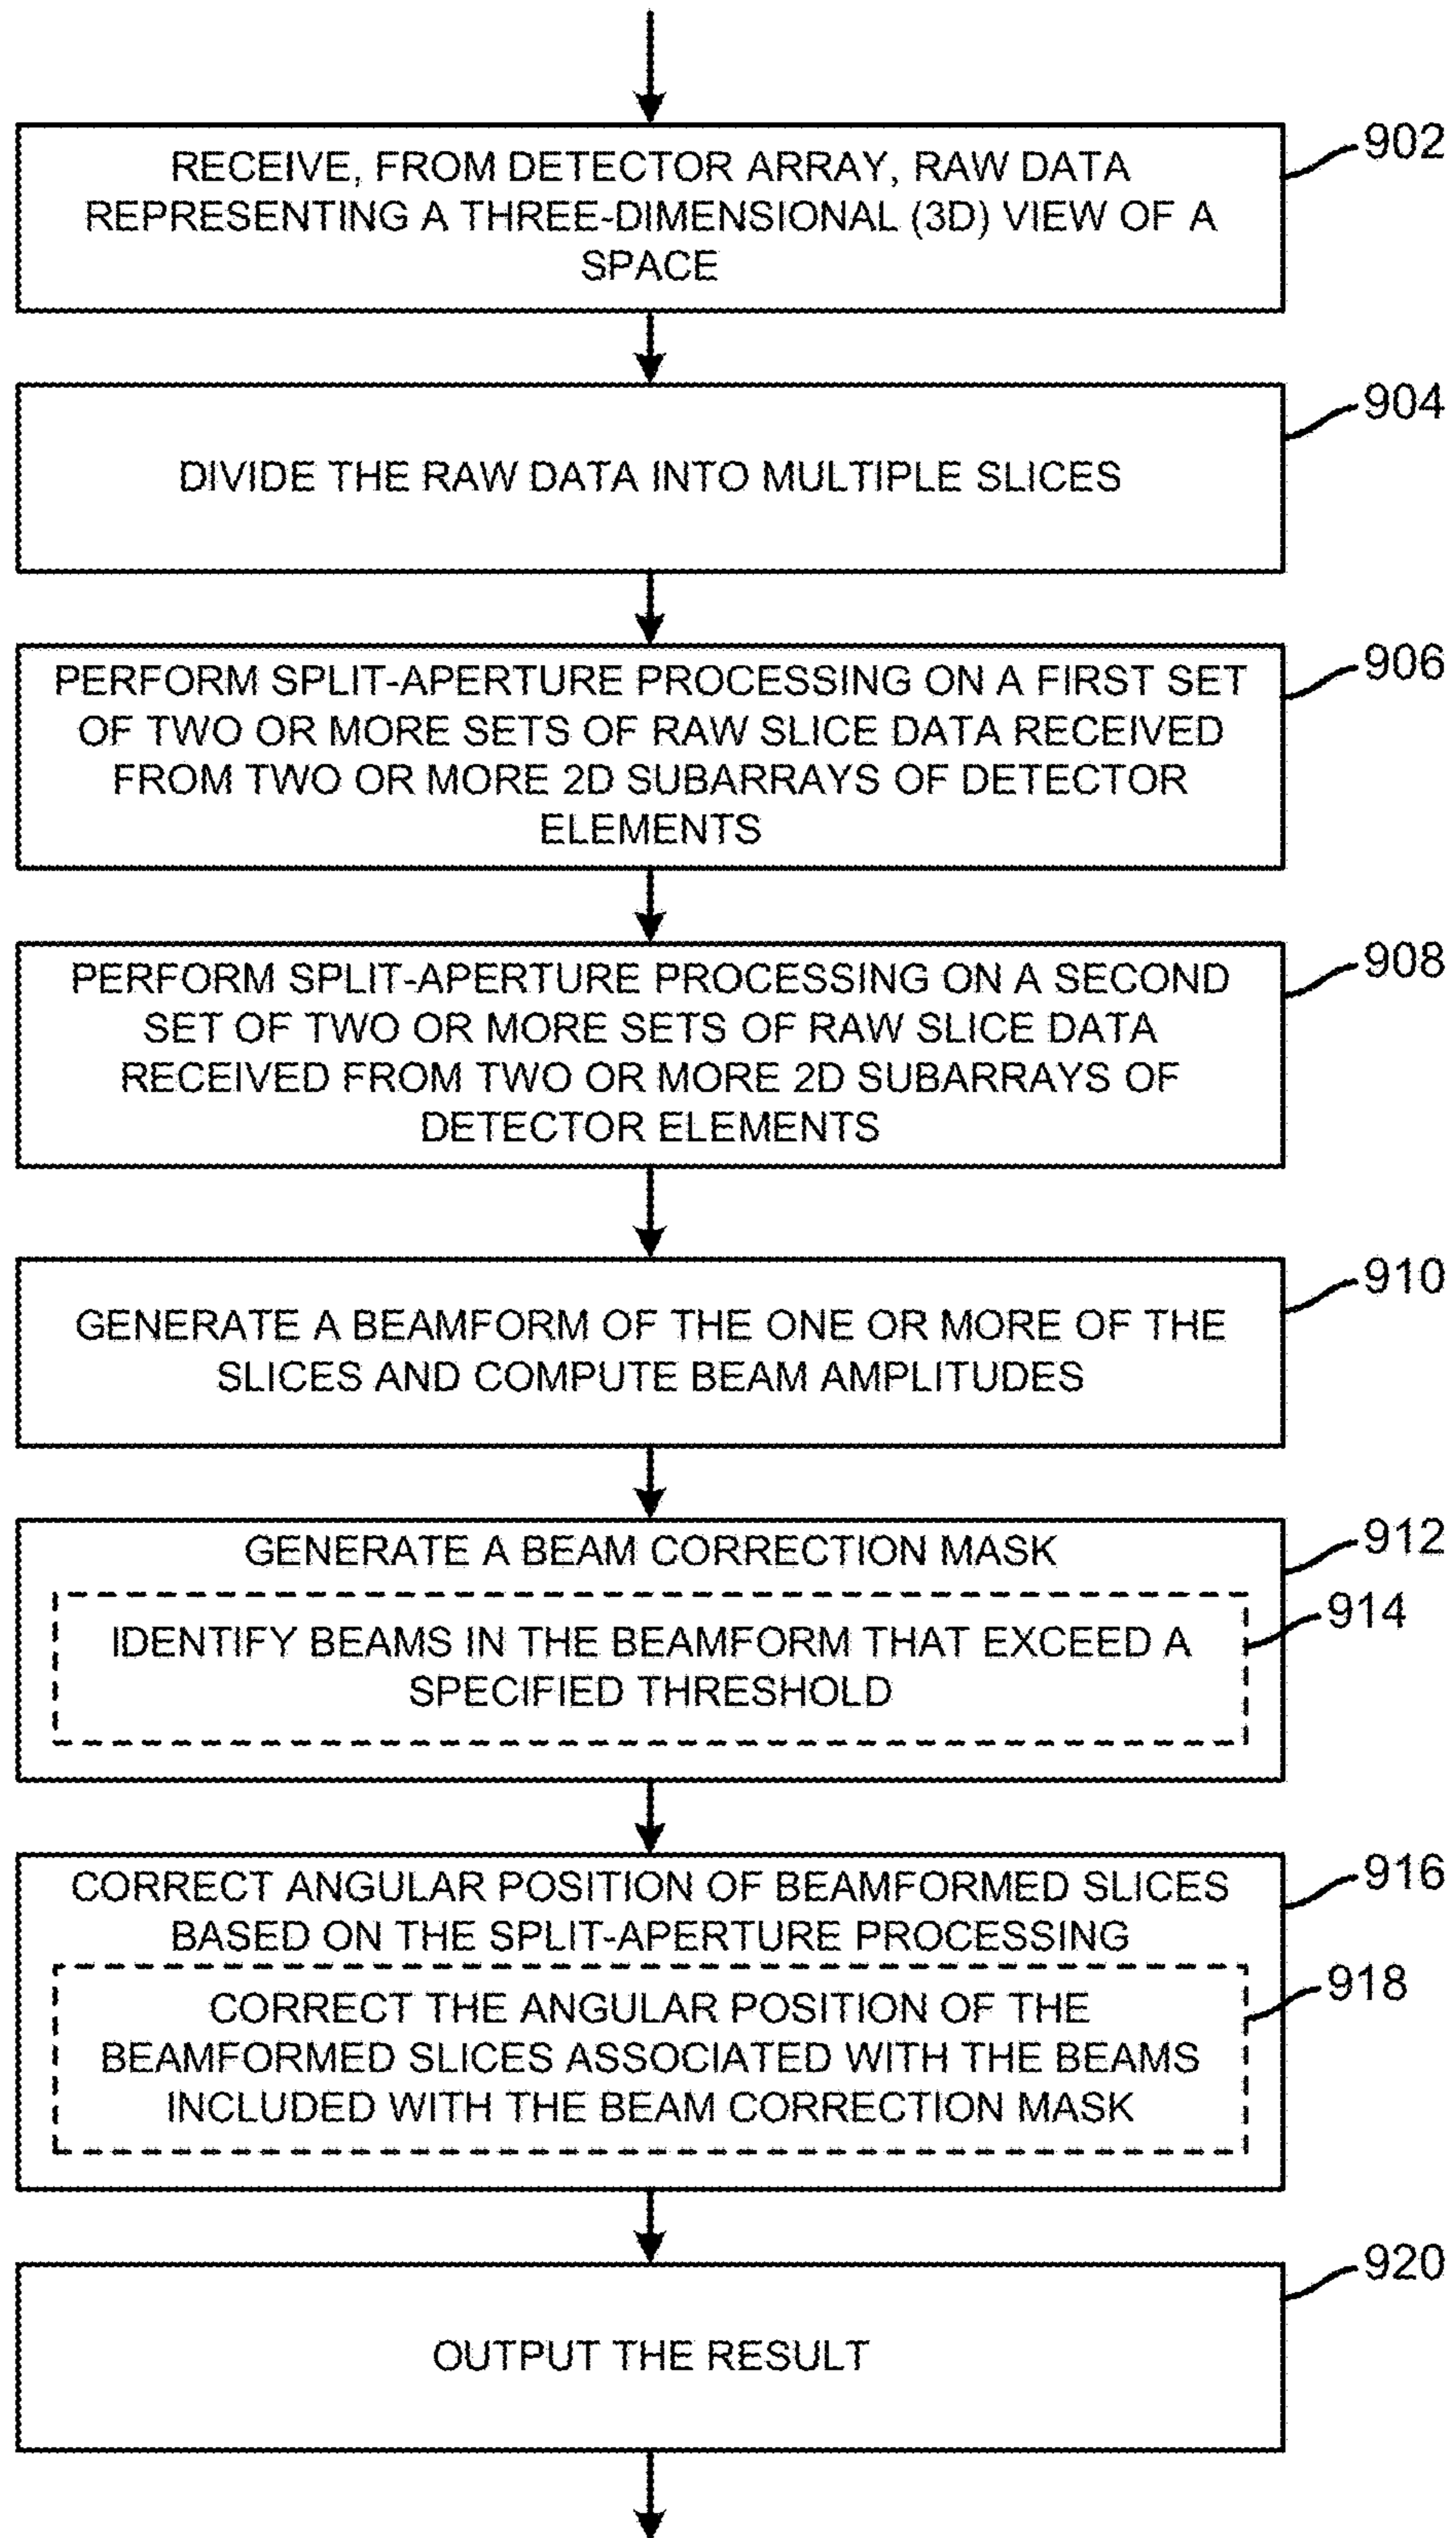 902
RECEIVE, FROM DETECTOR ARRAY, RAW DATA
REPRESENTING A THREE-DIMENSIONAL (3D) VIEW OF A
SPACE
904
DIVIDE THE RAW DATA INTO MULTIPLE SLICES
906
PERFORM SPLIT-APERTURE PROCESSING ON A FIRST SET
OF TWO OR MORE SETS OF RAW SLICE DATA RECEIVED
FROM TWO OR MORE 2D SUBARRAYS OF DETECTOR
ELEMENTS
908
PERFORM SPLIT-APERTURE PROCESSING ON A SECOND
SET OF TWO OR MORE SETS OF RAW SLICE DATA
RECEIVED FROM TWO OR MORE 2D SUBARRAYS OF
DETECTOR ELEMENTS
910
GENERATE A BEAMFORM OF THE ONE OR MORE OF THE
SLICES AND COMPUTE BEAM AMPLITUDES
912
GENERATE A BEAM CORRECTION MASK
914
IDENTIFY BEAMS IN THE BEAMFORM THAT EXCEED A
SPECIFIED THRESHOLD
916
CORRECT ANGULAR POSITION OF BEAMFORMED SLICES
BASED ON THE SPLIT-APERTURE PROCESSING
918
CORRECT THE ANGULAR POSITION OF THE
BEAMFORMED SLICES ASSOCIATED WITH THE BEAMS
INCLUDED WITH THE BEAM CORRECTION MASK
920
OUTPUT THE RESULT